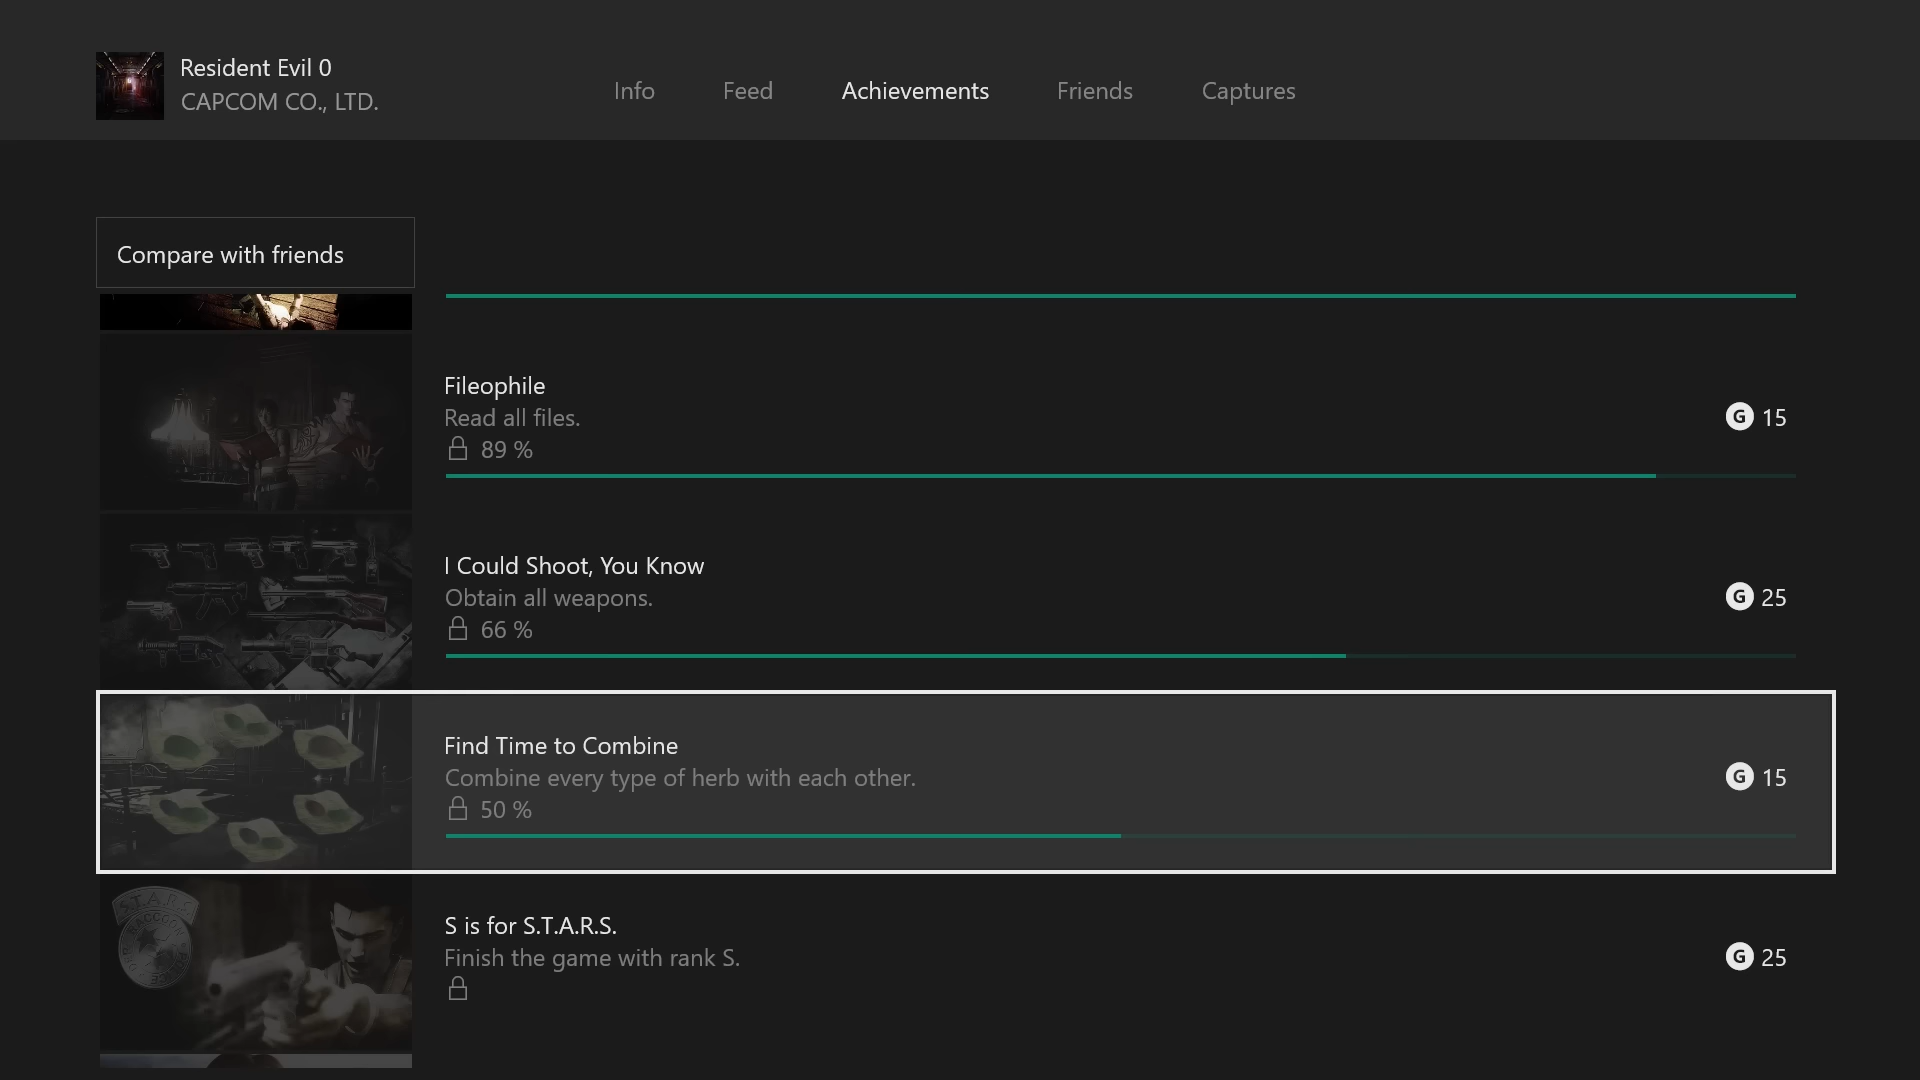 Resident Evil 0
CAPCOM CO., LTD.
Info
Feed
Achievements
Friends
Captures
Compare with friends
Fileophile
Read all files.
89 %
G 15
I Could Shoot, You Know
Obtain all weapons.
66 %
G 25
Find Time to Combine
Combine every type of herb with each other.
50 %
G 15
S.T.A.R.S
S is for S.T.A.R.S.
Finish the game with rank S.
G 25